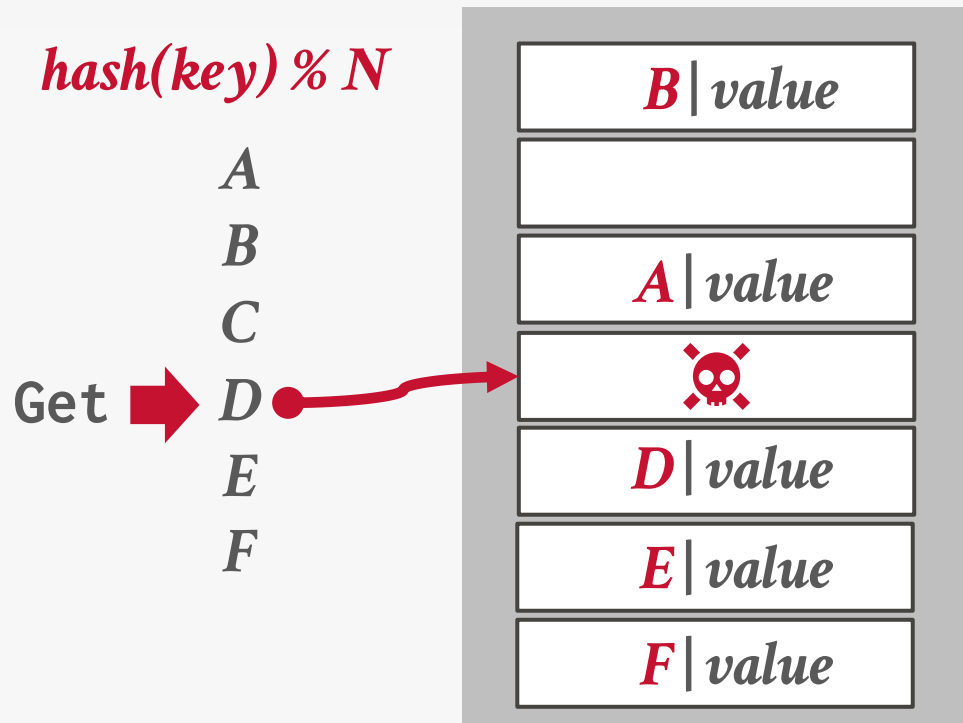 hash(key) % N
A
B
C
Get D
E
F
B|value
A|value
D|value
E|value
F|value